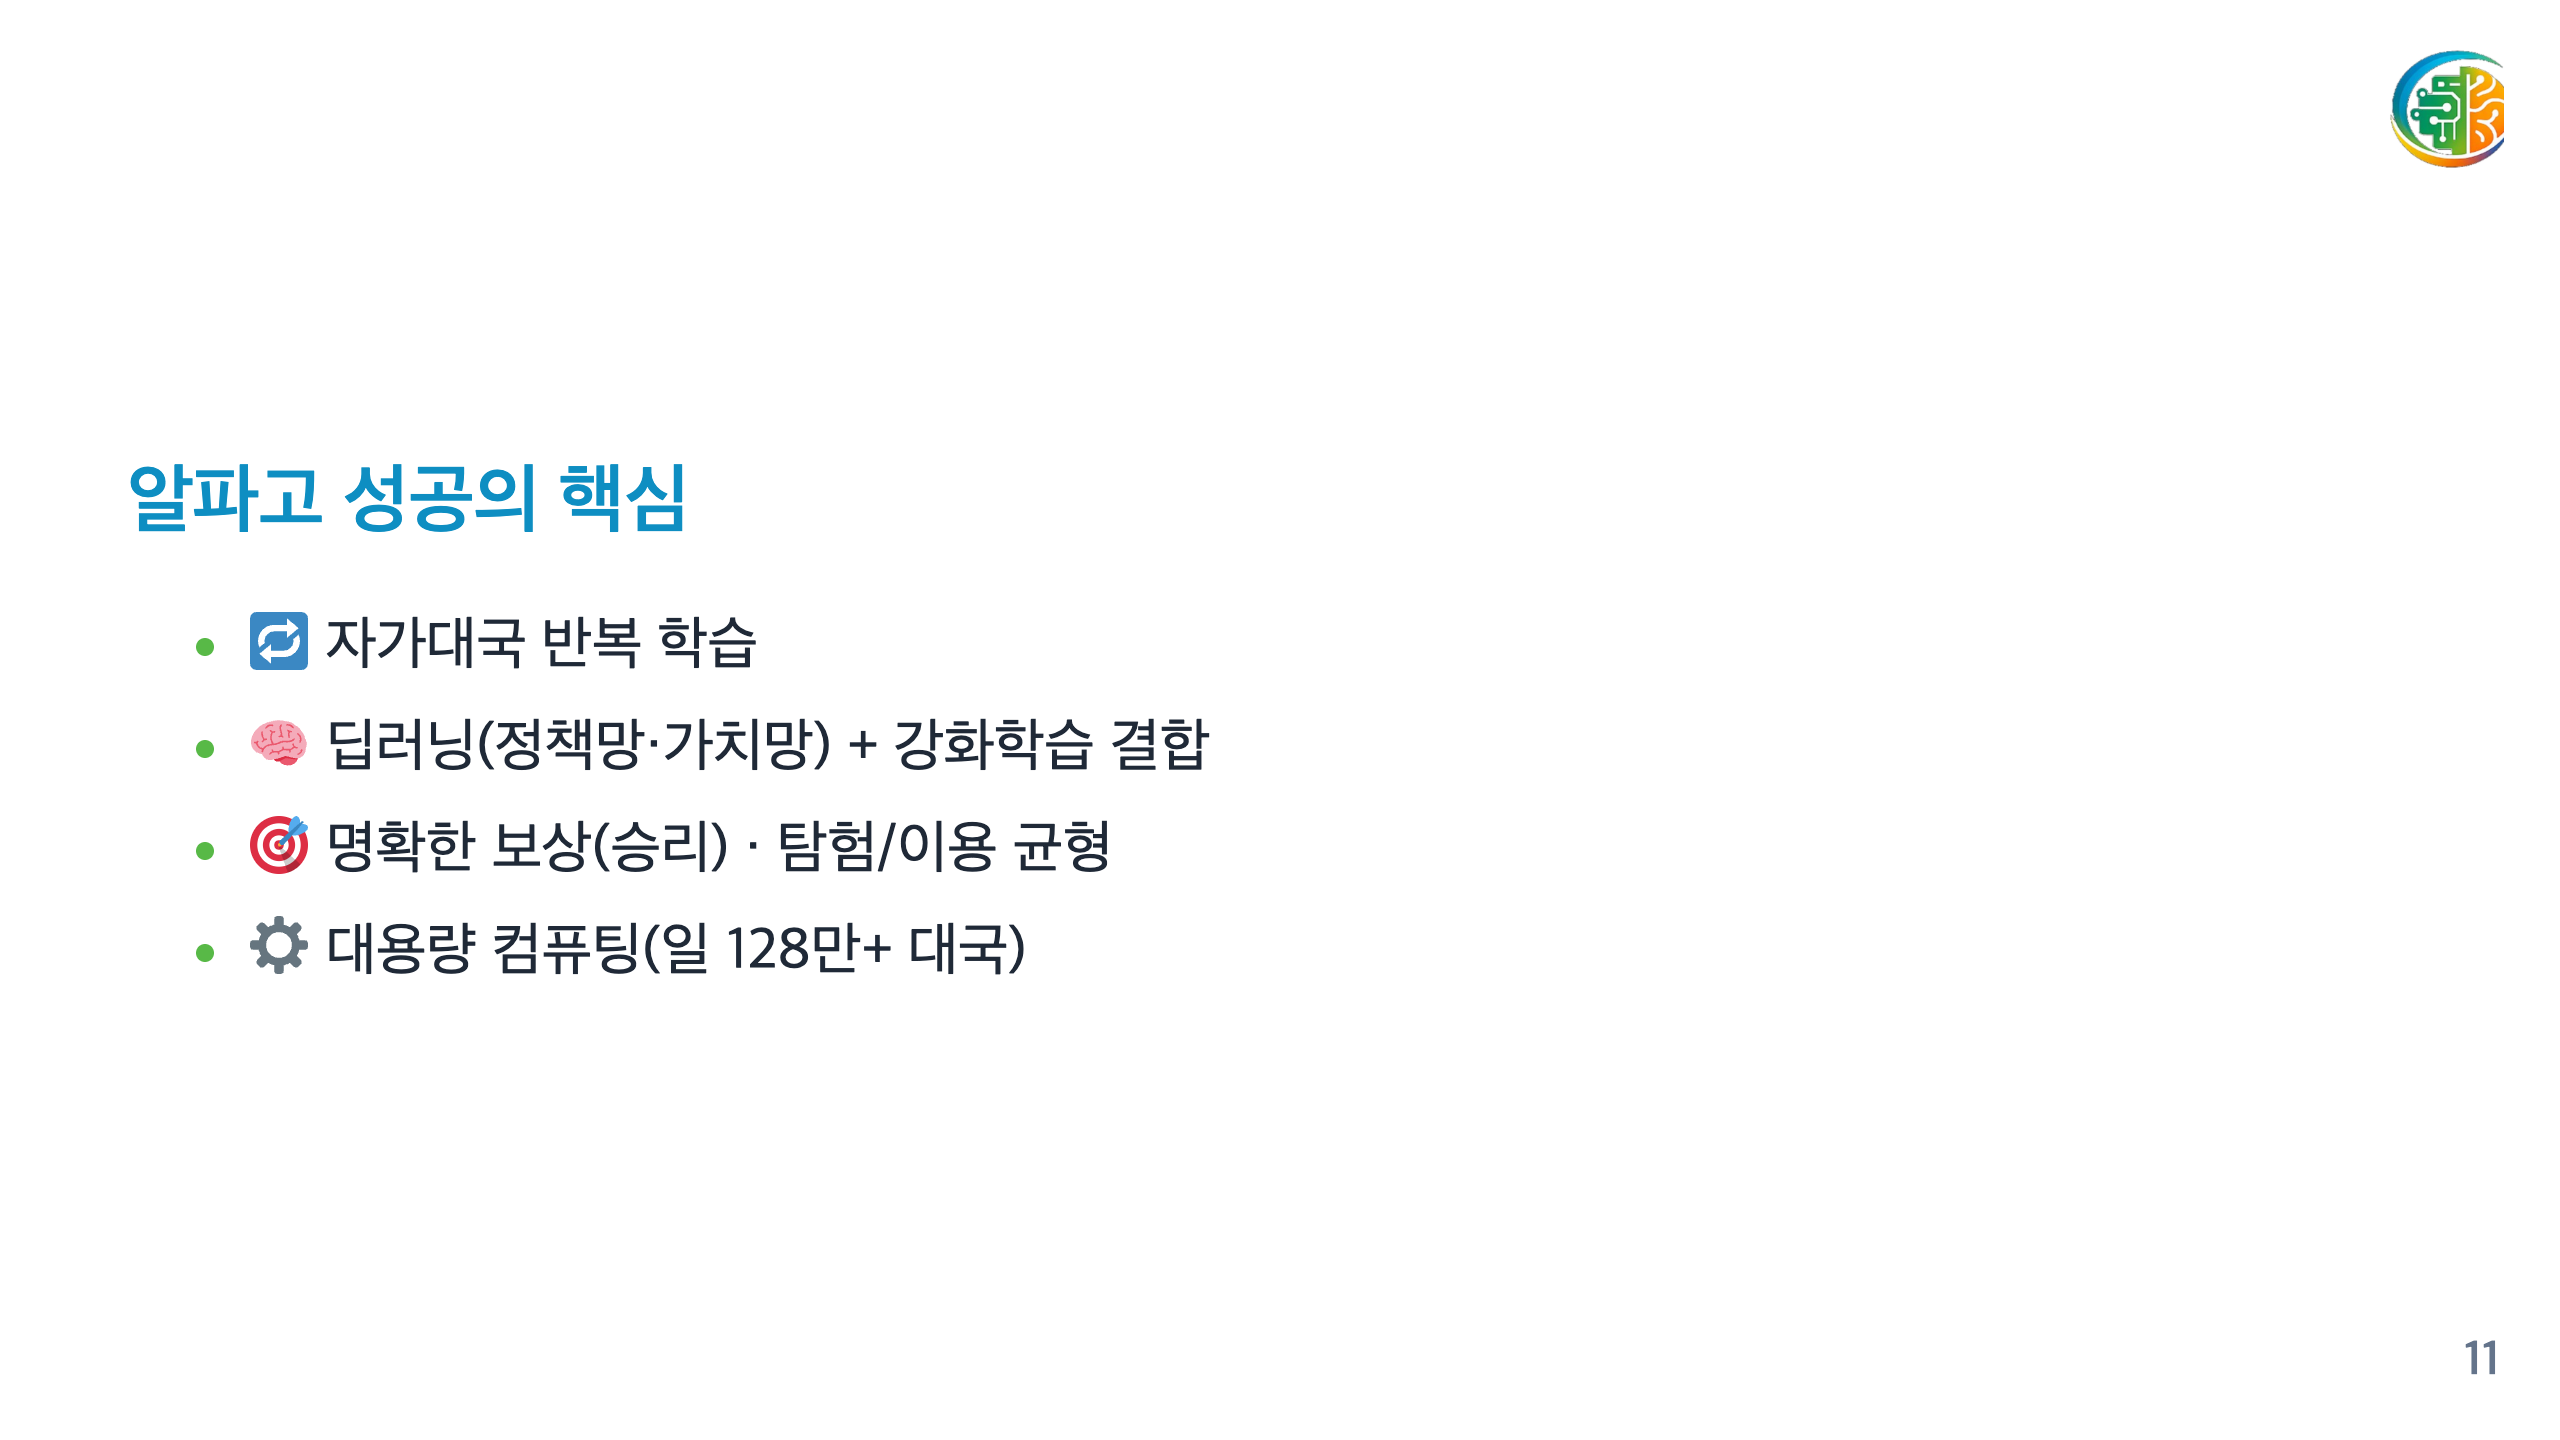 알파고 성공의 핵심
• 🔁 자가대국 반복 학습
• 🧠 딥러닝(정책망·가치망) + 강화학습 결합
• 🎯 명확한 보상(승리) · 탐험/이용 균형
• ⚙️ 대용량 컴퓨팅(일 128만+ 대국)
11